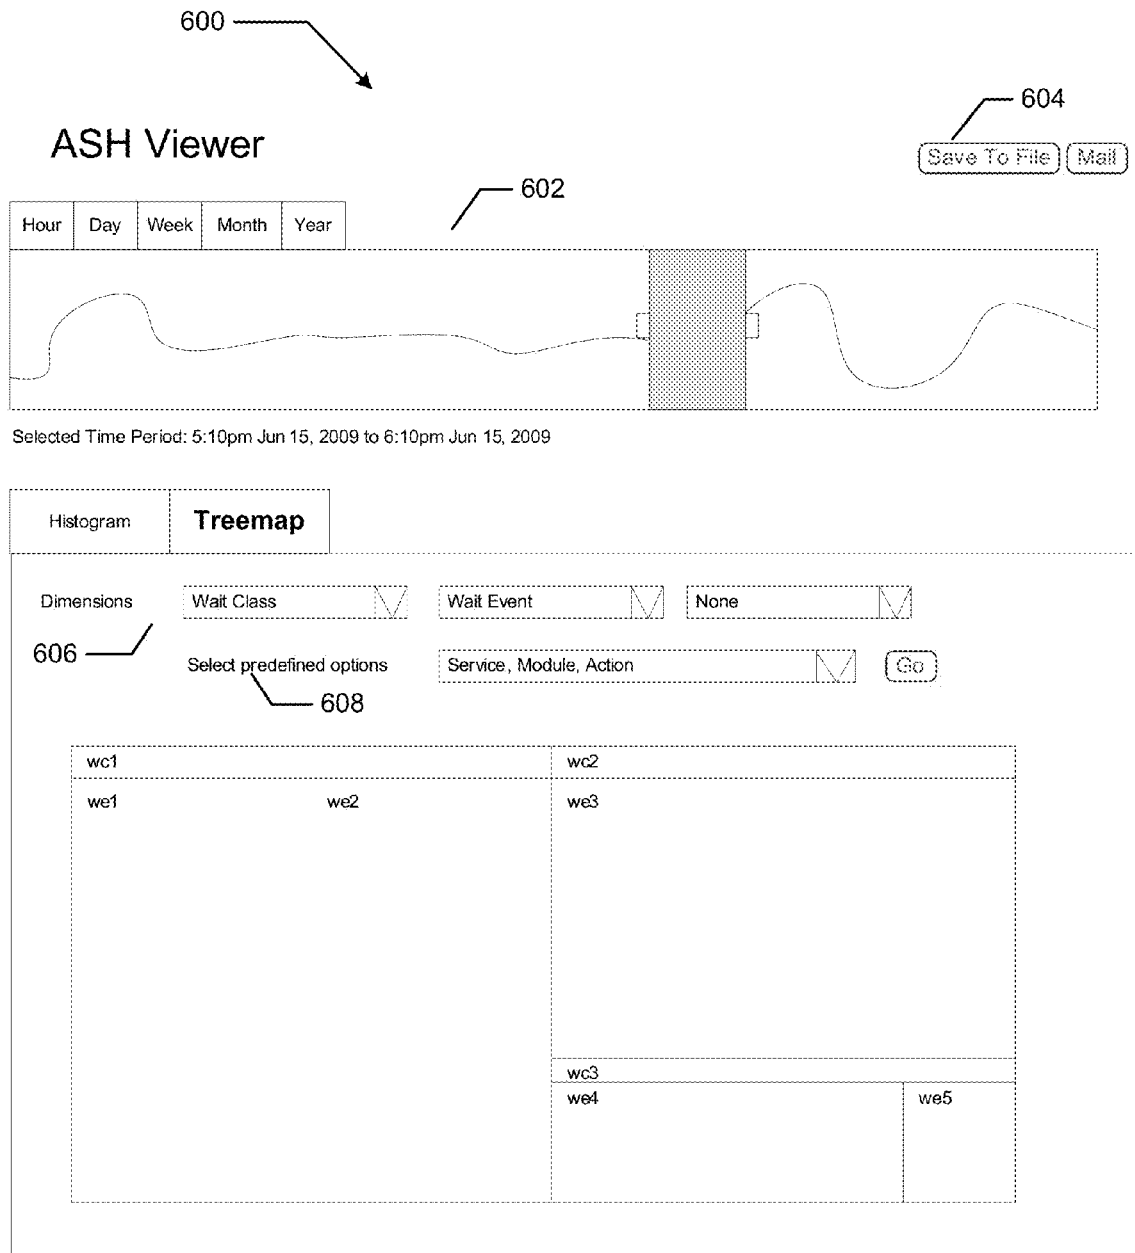 600
604
ASH Viewer
Save To File Mail
602
Hour Day Week Month Year
Selected Time Period: 5:10pm Jun 15, 2009 to 6:10pm Jun 15, 2009
Histogram Treemap
Dimensions Wait Class Wait Event None
606
Select predefined options Service, Module, Action Go
608
wc1 wc2
we1 we2 we3
wc3
we4 we5